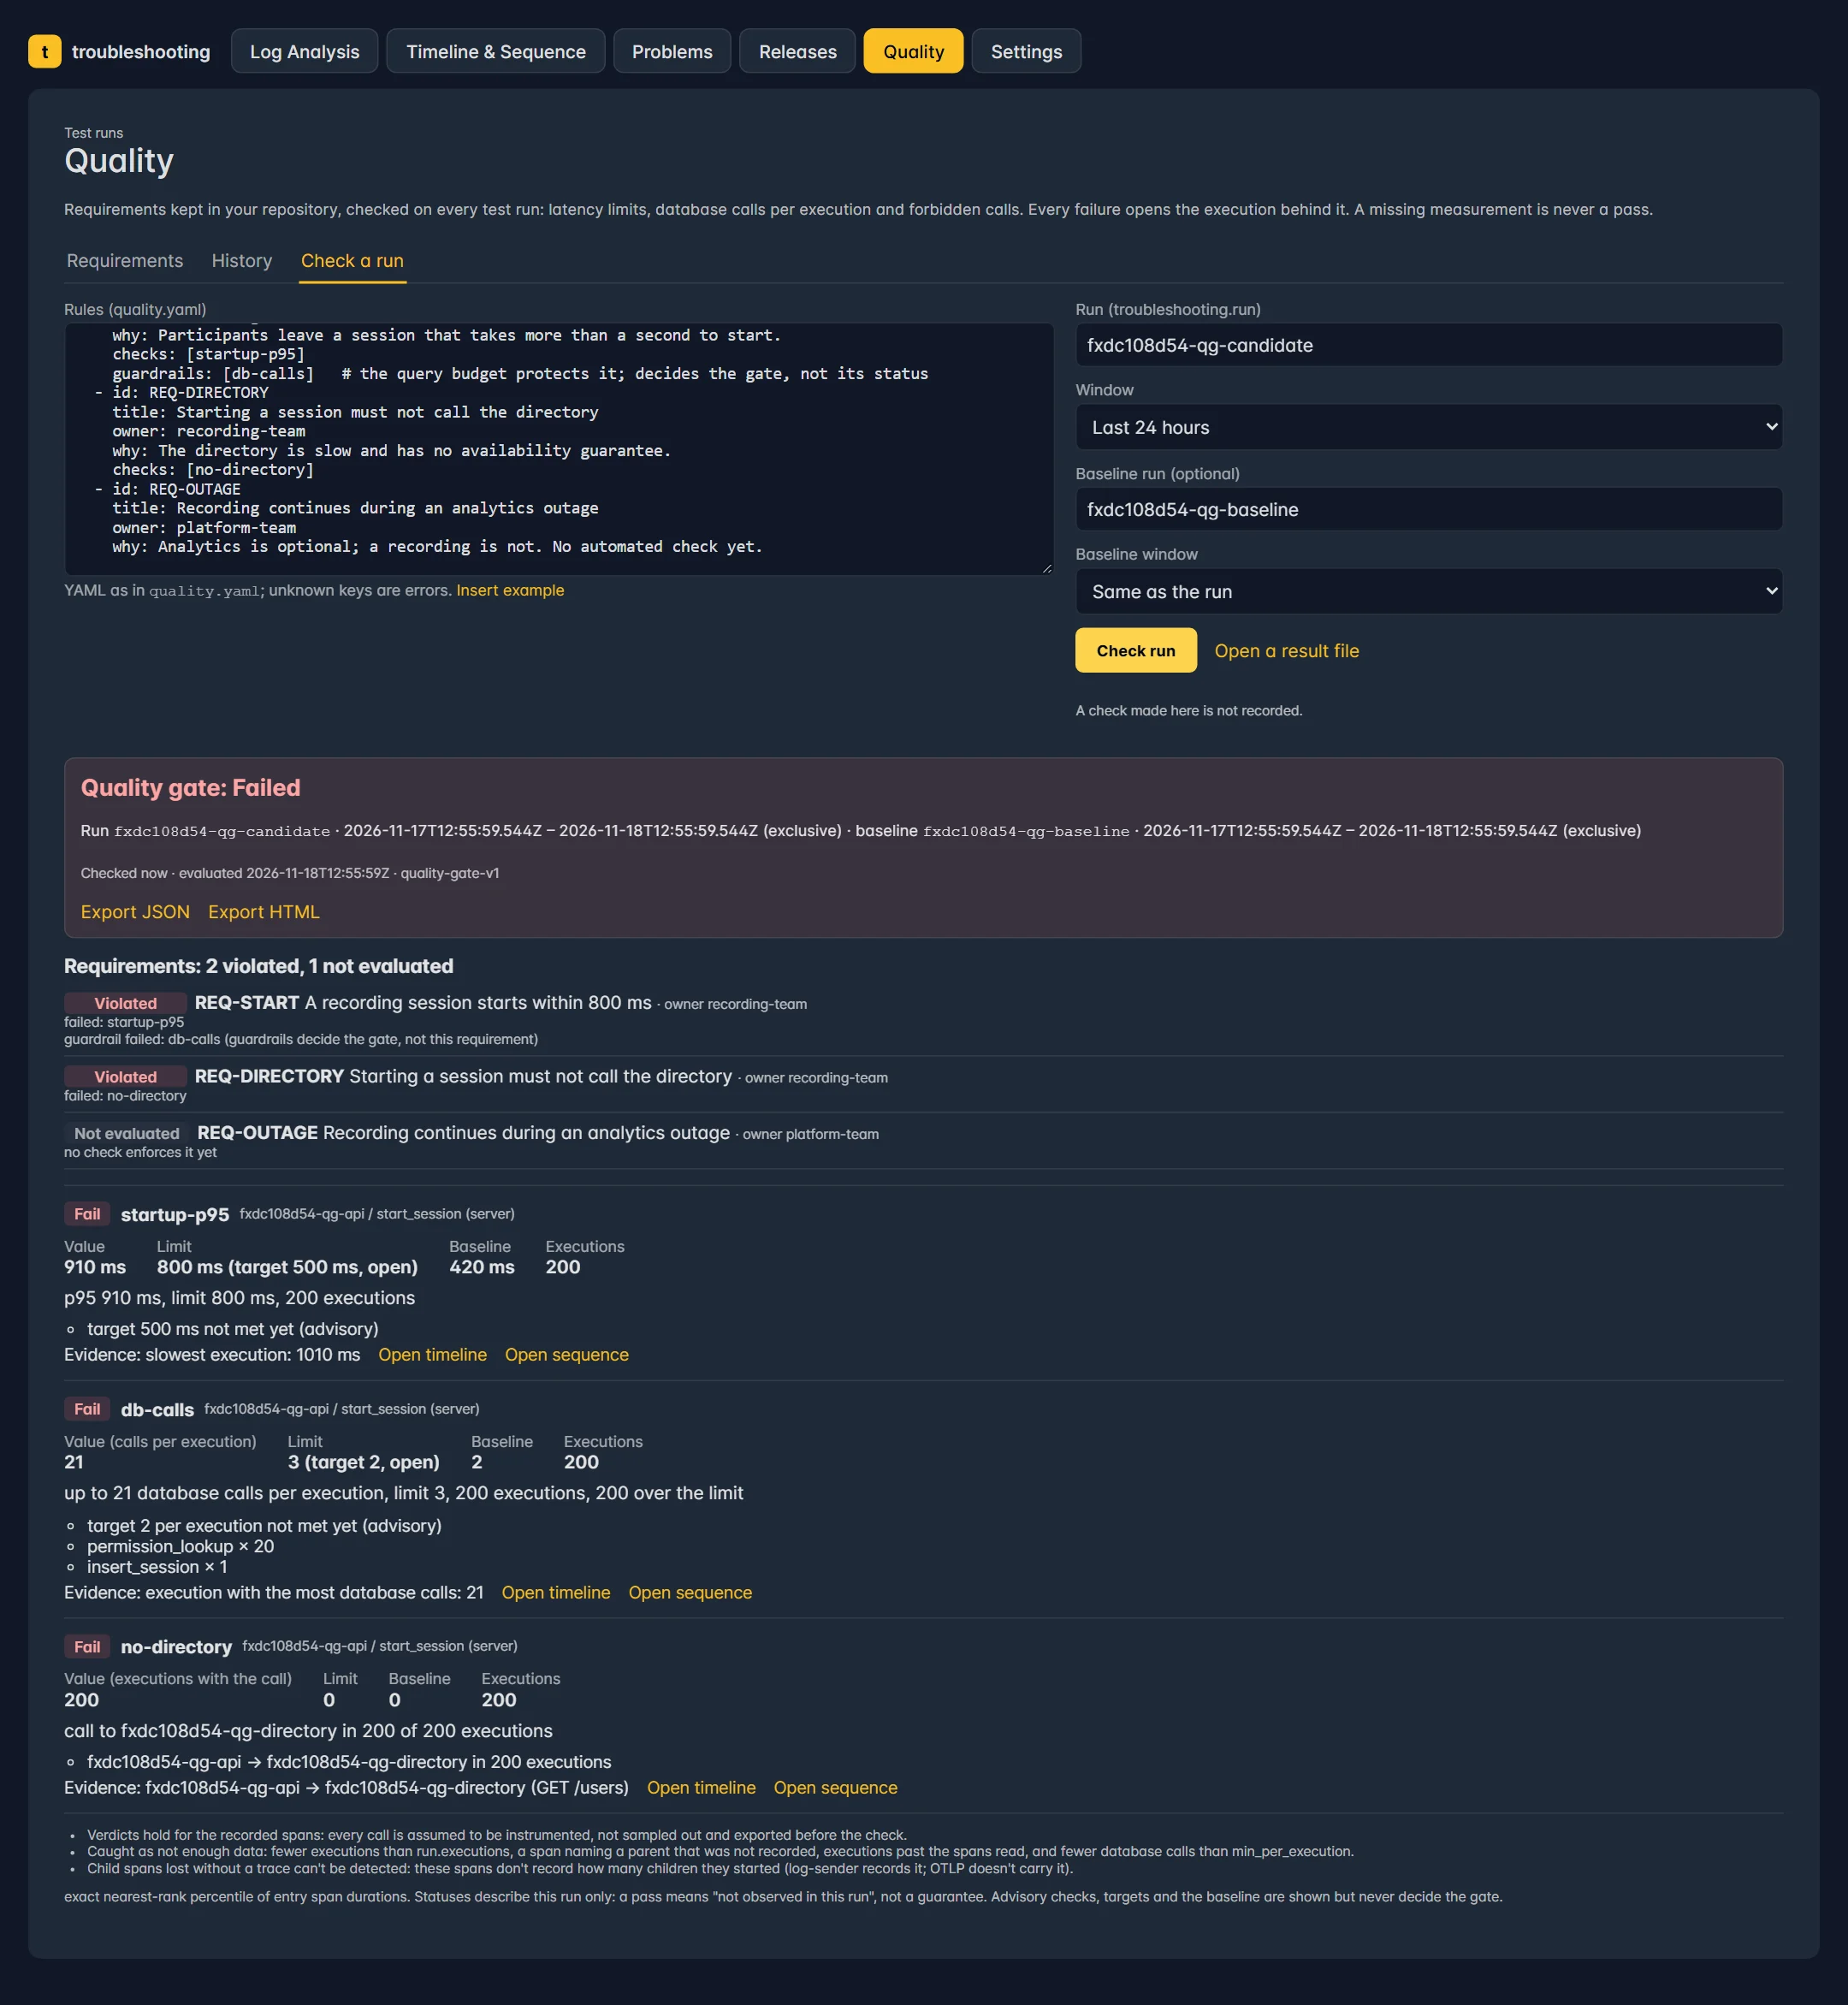 t troubleshooting Log Analysis Timeline & Sequence Problems Releases Quality Settings
Test runs
Quality
Requirements kept in your repository, checked on every test run: latency limits, database calls per execution and forbidden calls. Every failure opens the execution behind it. A missing measurement is never a pass.
Requirements History Check a run
Rules (quality.yaml)
why: Participants leave a session that takes more than a second to start.
checks: [startup-p95]
guardrails: [db-calls]   # the query budget protects it; decides the gate, not its status
- id: REQ-DIRECTORY
title: Starting a session must not call the directory
owner: recording-team
why: The directory is slow and has no availability guarantee.
checks: [no-directory]
- id: REQ-OUTAGE
title: Recording continues during an analytics outage
owner: platform-team
why: Analytics is optional; a recording is not. No automated check yet.
YAML as in quality.yaml; unknown keys are errors. Insert example
Run (troubleshooting.run)
fxdc108d54-qg-candidate
Window
Last 24 hours
Baseline run (optional)
fxdc108d54-qg-baseline
Baseline window
Same as the run
Check run Open a result file
A check made here is not recorded.
Quality gate: Failed
Run fxdc108d54-qg-candidate · 2026-11-17T12:55:59.544Z – 2026-11-18T12:55:59.544Z (exclusive) · baseline fxdc108d54-qg-baseline · 2026-11-17T12:55:59.544Z – 2026-11-18T12:55:59.544Z (exclusive)
Checked now · evaluated 2026-11-18T12:55:59Z · quality-gate-v1
Export JSON Export HTML
Requirements: 2 violated, 1 not evaluated
Violated REQ-START A recording session starts within 800 ms · owner recording-team
failed: startup-p95
guardrail failed: db-calls (guardrails decide the gate, not this requirement)
Violated REQ-DIRECTORY Starting a session must not call the directory · owner recording-team
failed: no-directory
Not evaluated REQ-OUTAGE Recording continues during an analytics outage · owner platform-team
no check enforces it yet
Fail startup-p95 fxdc108d54-qg-api / start_session (server)
Value Limit Baseline Executions
910 ms 800 ms (target 500 ms, open) 420 ms 200
p95 910 ms, limit 800 ms, 200 executions
target 500 ms not met yet (advisory)
Evidence: slowest execution: 1010 ms Open timeline Open sequence
Fail db-calls fxdc108d54-qg-api / start_session (server)
Value (calls per execution) Limit Baseline Executions
21 3 (target 2, open) 2 200
up to 21 database calls per execution, limit 3, 200 executions, 200 over the limit
target 2 per execution not met yet (advisory)
permission_lookup × 20
insert_session × 1
Evidence: execution with the most database calls: 21 Open timeline Open sequence
Fail no-directory fxdc108d54-qg-api / start_session (server)
Value (executions with the call) Limit Baseline Executions
200 0 0 200
call to fxdc108d54-qg-directory in 200 of 200 executions
fxdc108d54-qg-api → fxdc108d54-qg-directory in 200 executions
Evidence: fxdc108d54-qg-api → fxdc108d54-qg-directory (GET /users) Open timeline Open sequence
Verdicts hold for the recorded spans: every call is assumed to be instrumented, not sampled out and exported before the check.
Caught as not enough data: fewer executions than run.executions, a span naming a parent that was not recorded, executions past the spans read, and fewer database calls than min_per_execution.
Child spans lost without a trace can't be detected: these spans don't record how many children they started (log-sender records it; OTLP doesn't carry it).
exact nearest-rank percentile of entry span durations. Statuses describe this run only: a pass means "not observed in this run", not a guarantee. Advisory checks, targets and the baseline are shown but never decide the gate.